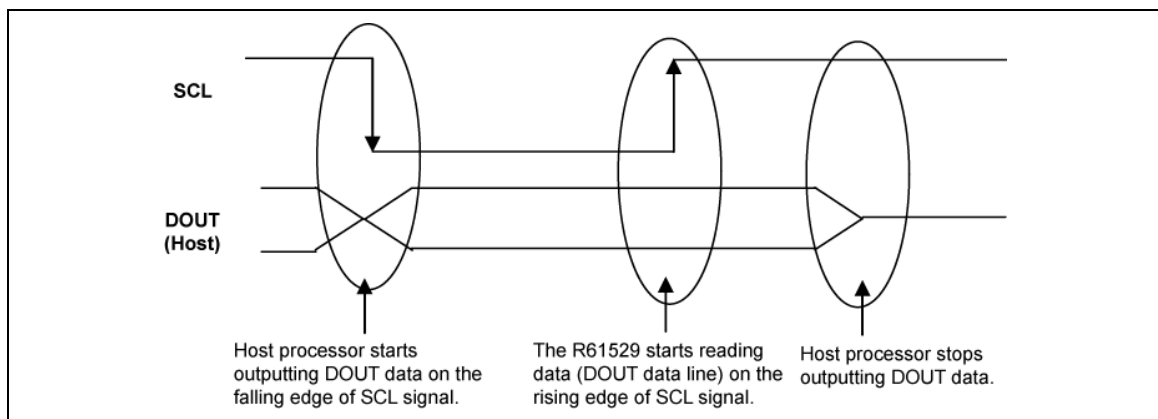 SCL
DOUT
(Host)
Host processor starts
outputting DOUT data on the
falling edge of SCL signal.
The R61529 starts reading
data (DOUT data line) on the
rising edge of SCL signal.
Host processor stops
outputting DOUT data.